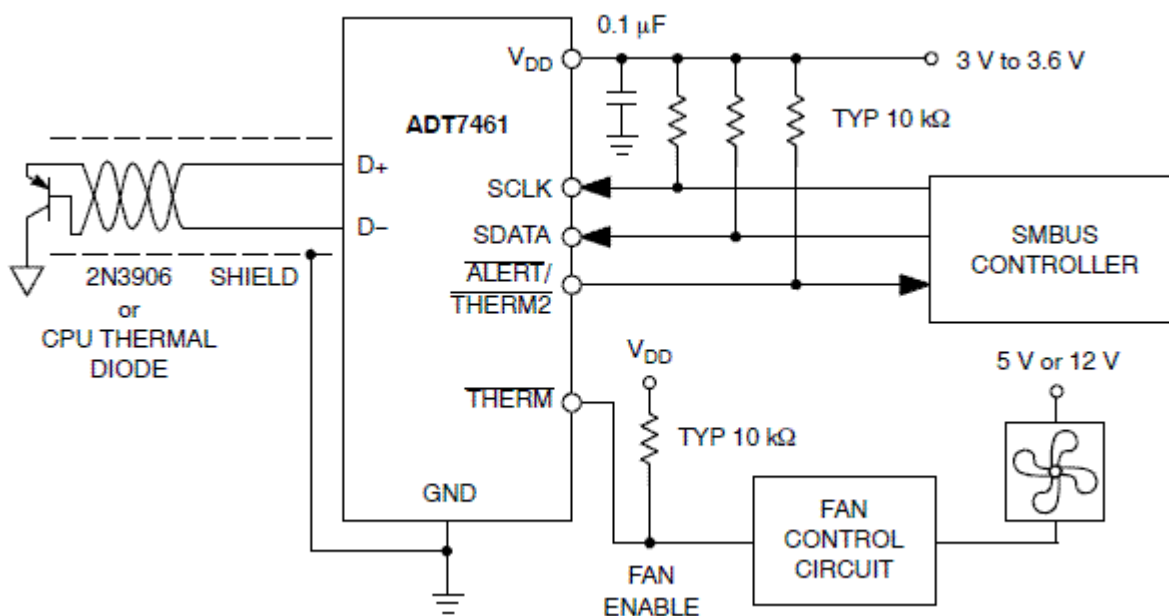 0.1 µF
VDD
3 V to 3.6 V
ADT7461
TYP 10 kΩ
D+
SCLK
D−
SDATA
SMBUS
CONTROLLER
ALERT/
THERM2
2N3906
SHIELD
or
CPU THERMAL
DIODE
VDD
5 V or 12 V
THERM
TYP 10 kΩ
GND
FAN
CONTROL
CIRCUIT
FAN
ENABLE